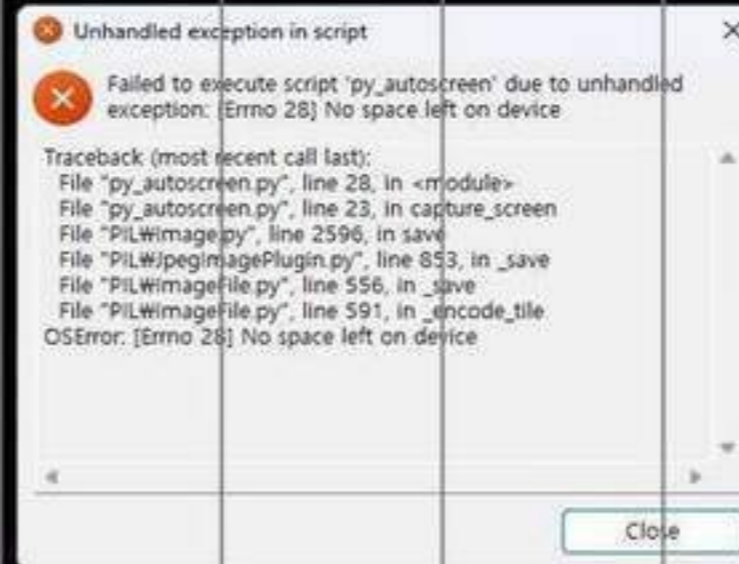 Unhandled exception in script
Failed to execute script 'py_autoscreen' due to unhandled
exception: [Errno 28] No space left on device
Traceback (most recent call last):
File "py_autoscreen.py", line 28, in <module>
File "py_autoscreen.py", line 23, in capture_screen
File "PIL₩Image.py", line 2596, in save
File "PIL₩JpegImagePlugin.py", line 853, in _save
File "PIL₩ImageFile.py", line 556, in _save
File "PIL₩ImageFile.py", line 591, in _encode_tile
OSError: [Errno 28] No space left on device
Close